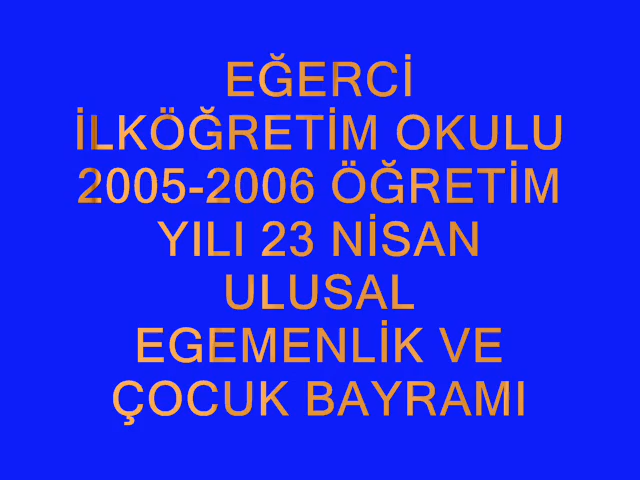 EĞERCİ
İLKÖĞRETİM OKULU
2005-2006 ÖĞRETİM
YILI 23 NİSAN
ULUSAL
EGEMENLİK VE
ÇOCUK BAYRAMI